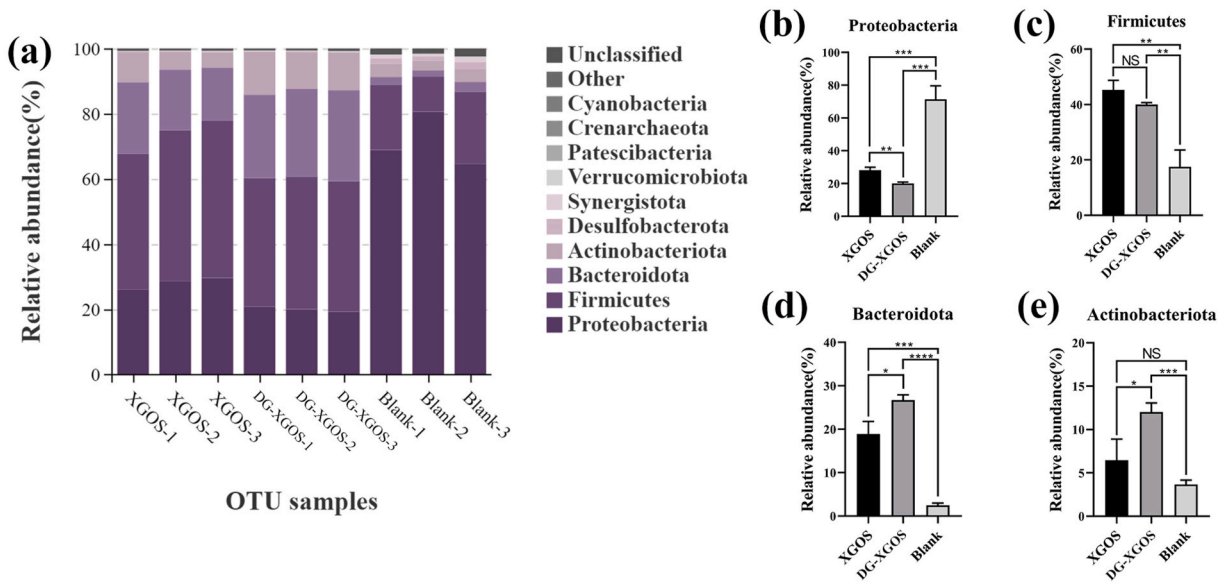 (a)
Relative abundance(%)
100
80
60
40
20
0
XGOS-1
XGOS-2
XGOS-3
DG-XGOS-1
DG-XGOS-2
DG-XGOS-3
Blank-1
Blank-2
Blank-3
OTU samples
Unclassified
Other
Cyanobacteria
Crenarchaeota
Patescibacteria
Verrucomicrobiota
Synergistota
Desulfobacterota
Actinobacteriota
Bacteroidota
Firmicutes
Proteobacteria
(b)
Proteobacteria
Relative abundance(%)
100
80
60
40
20
0
***
***
**
XGOS
DG-XGOS
Blank
(c)
Firmicutes
Relative abundance(%)
60
40
20
0
**
NS
**
XGOS
DG-XGOS
Blank
(d)
Bacteroidota
Relative abundance(%)
40
30
20
10
0
***
****
*
XGOS
DG-XGOS
Blank
(e)
Actinobacteriota
Relative abundance(%)
20
15
10
5
0
NS
*
***
XGOS
DG-XGOS
Blank